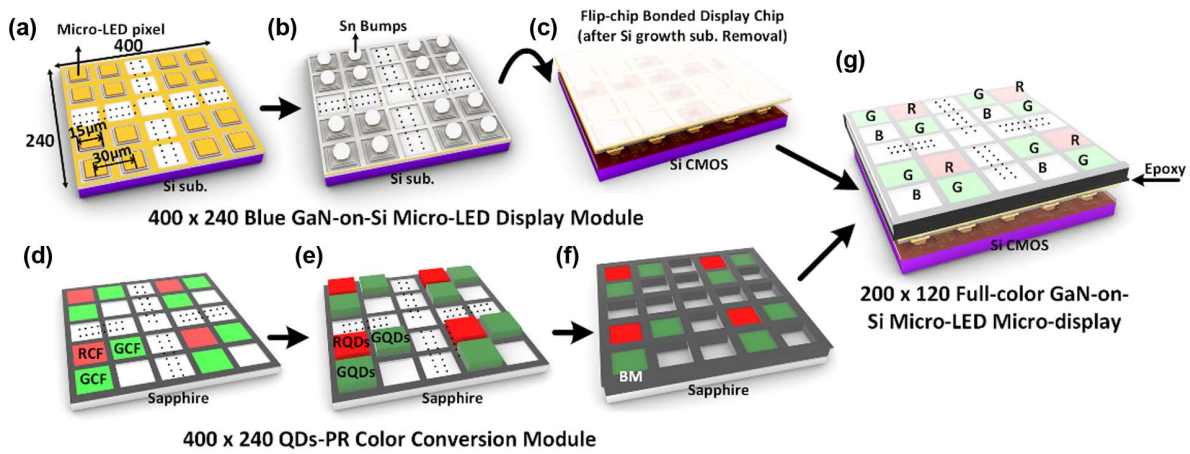 (a)
Micro-LED pixel
400
240
15μm
30μm
Si sub.
(b)
Sn Bumps
Si sub.
(c)
Flip-chip Bonded Display Chip
(after Si growth sub. Removal)
Si CMOS
400 x 240 Blue GaN-on-Si Micro-LED Display Module
(d)
RCF
GCF
GCF
Sapphire
(e)
RQDs
GQDs
GQDs
Sapphire
(f)
BM
Sapphire
400 x 240 QDs-PR Color Conversion Module
(g)
G R G R
B G B G
G R G R
B G B G
Epoxy
Si CMOS
200 x 120 Full-color GaN-on-
Si Micro-LED Micro-display